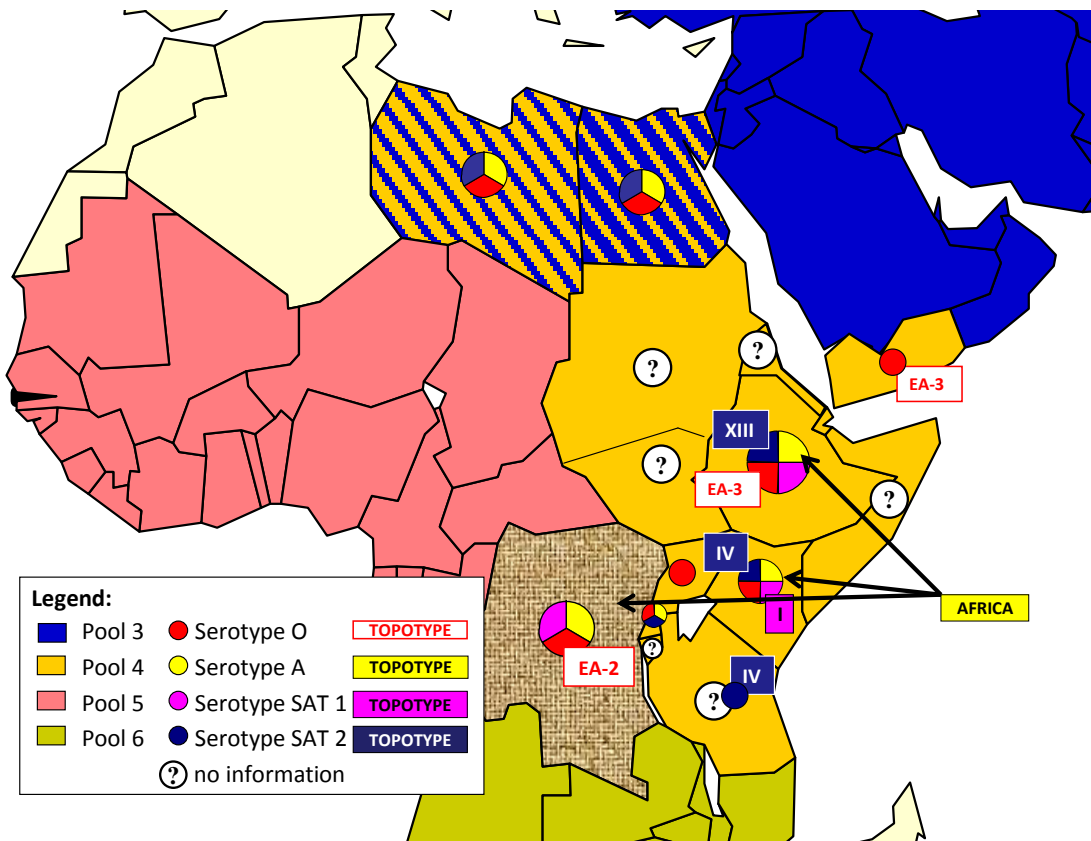 ?
?
EA-3
XIII
?
EA-3
?
IV
I
AFRICA
?
EA-2
IV
?
Legend:
Pool 3
Serotype O
TOPOTYPE
Pool 4
Serotype A
TOPOTYPE
Pool 5
Serotype SAT 1
TOPOTYPE
Pool 6
Serotype SAT 2
TOPOTYPE
? no information